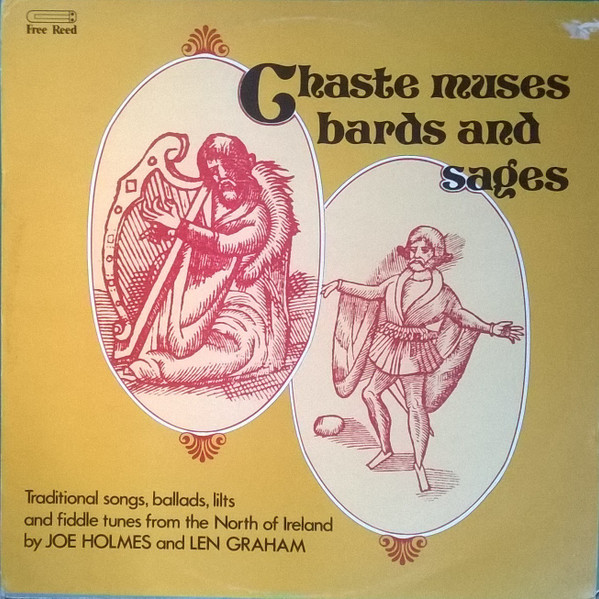 Free Reed
Chaste muses
bards and
sages
Traditional songs, ballads, lilts
and fiddle tunes from the North of Ireland
by JOE HOLMES and LEN GRAHAM